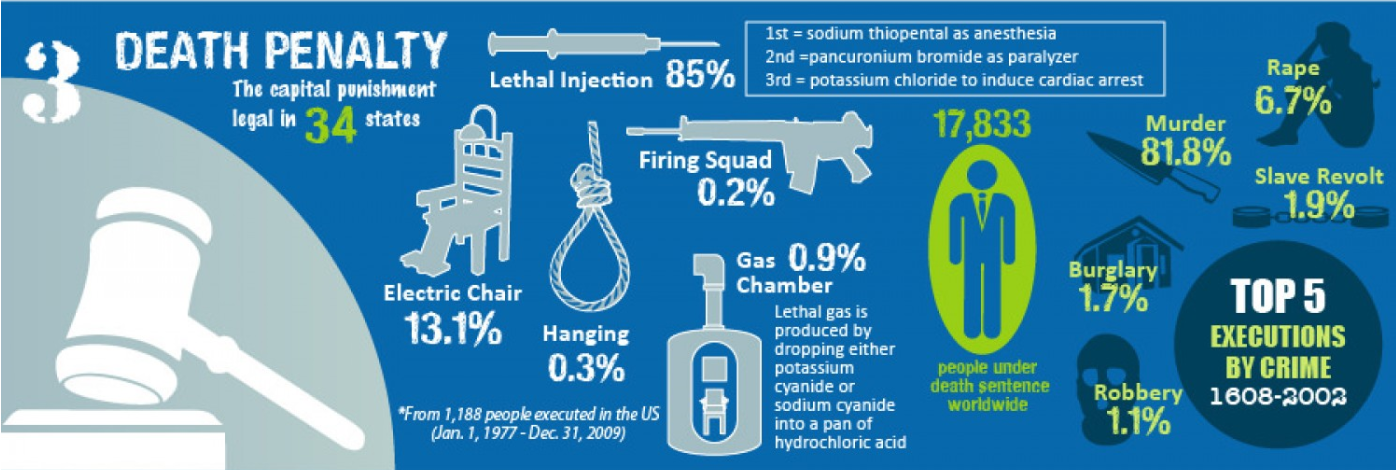 3
DEATH PENALTY
The capital punishment
legal in 34 states
Lethal Injection 85%
1st = sodium thiopental as anesthesia
2nd =pancuronium bromide as paralyzer
3rd = potassium chloride to induce cardiac arrest
Electric Chair
13.1%
Hanging
0.3%
Firing Squad
0.2%
Gas 0.9%
Chamber
Lethal gas is
produced by
dropping either
potassium
cyanide or
sodium cyanide
into a pan of
hydrochloric acid
*From 1,188 people executed in the US
(Jan. 1, 1977 - Dec. 31, 2009)
17,833
people under
death sentence
worldwide
Rape
6.7%
Murder
81.8%
Slave Revolt
1.9%
Burglary
1.7%
Robbery
1.1%
TOP 5
EXECUTIONS
BY CRIME
1608-2002